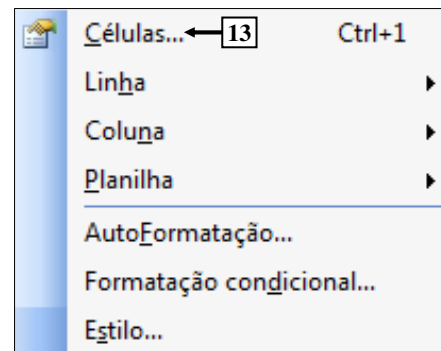 Células... 13 Ctrl+1
Linha
Coluna
Planilha
AutoFormatação...
Formatação condicional...
Estilo...